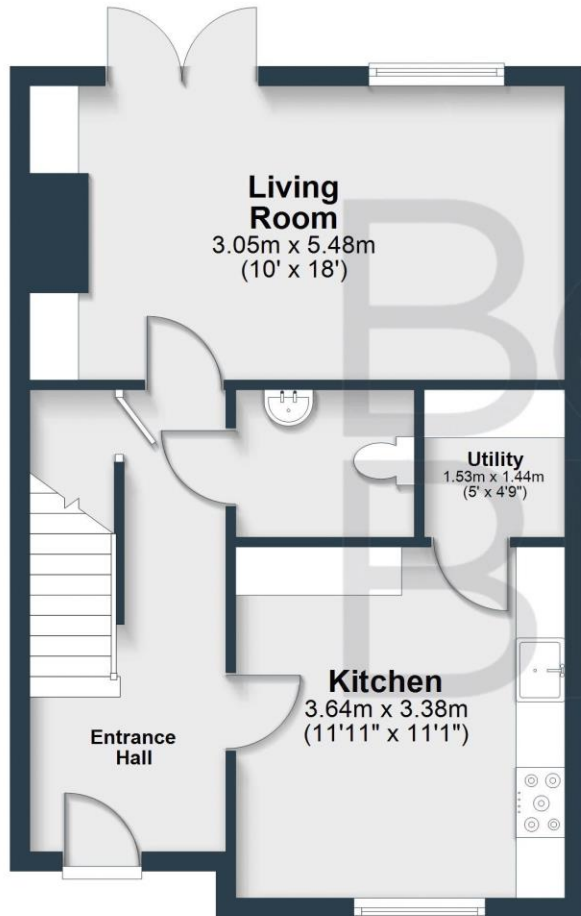 Living
Room
3.05m x 5.48m
(10' x 18')
Utility
1.53m x 1.44m
(5' x 4'9")
Kitchen
3.64m x 3.38m
(11'11" x 11'1")
Entrance
Hall